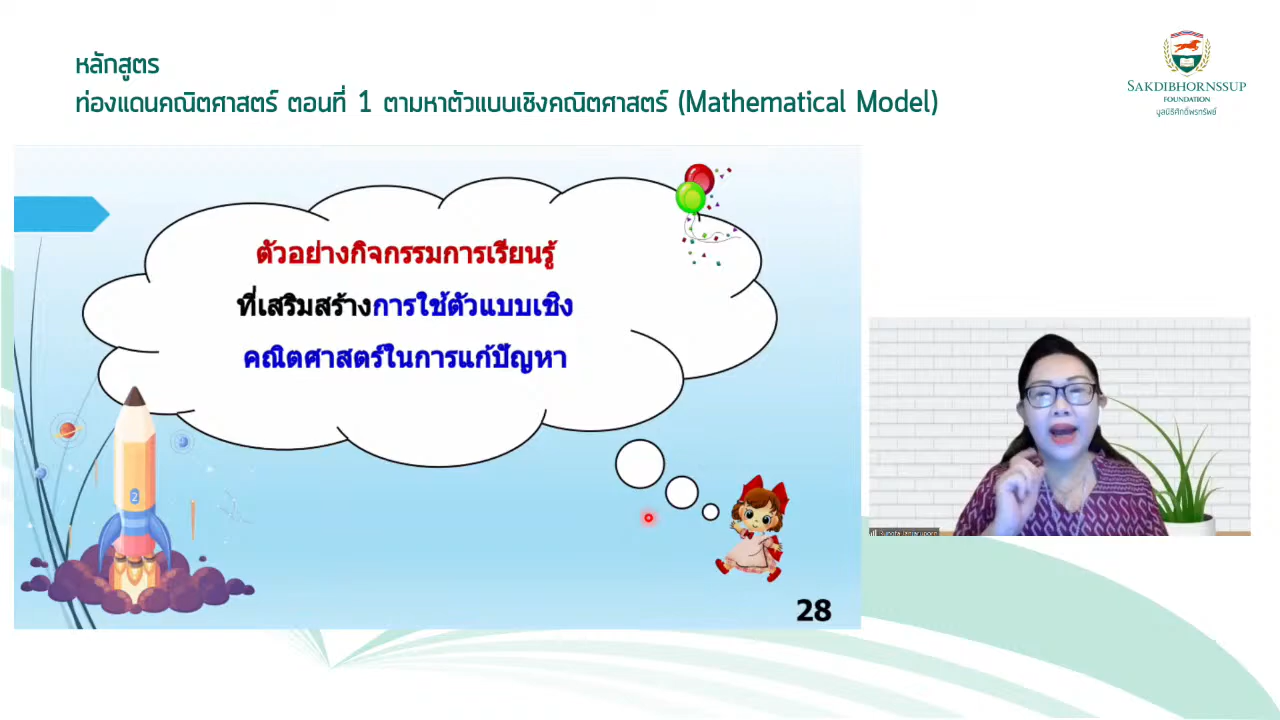 หลักสูตร
ท่องแดนคณิตศาสตร์ ตอนที่ 1 ตามหาตัวแบบเชิงคณิตศาสตร์ (Mathematical Model)
SAKDIBHORNSSUP
FOUNDATION
มูลนิธิศักดิ์พรทรัพย์
ตัวอย่างกิจกรรมการเรียนรู้
ที่เสริมสร้างการใช้ตัวแบบเชิง
คณิตศาสตร์ในการแก้ปัญหา
2
28